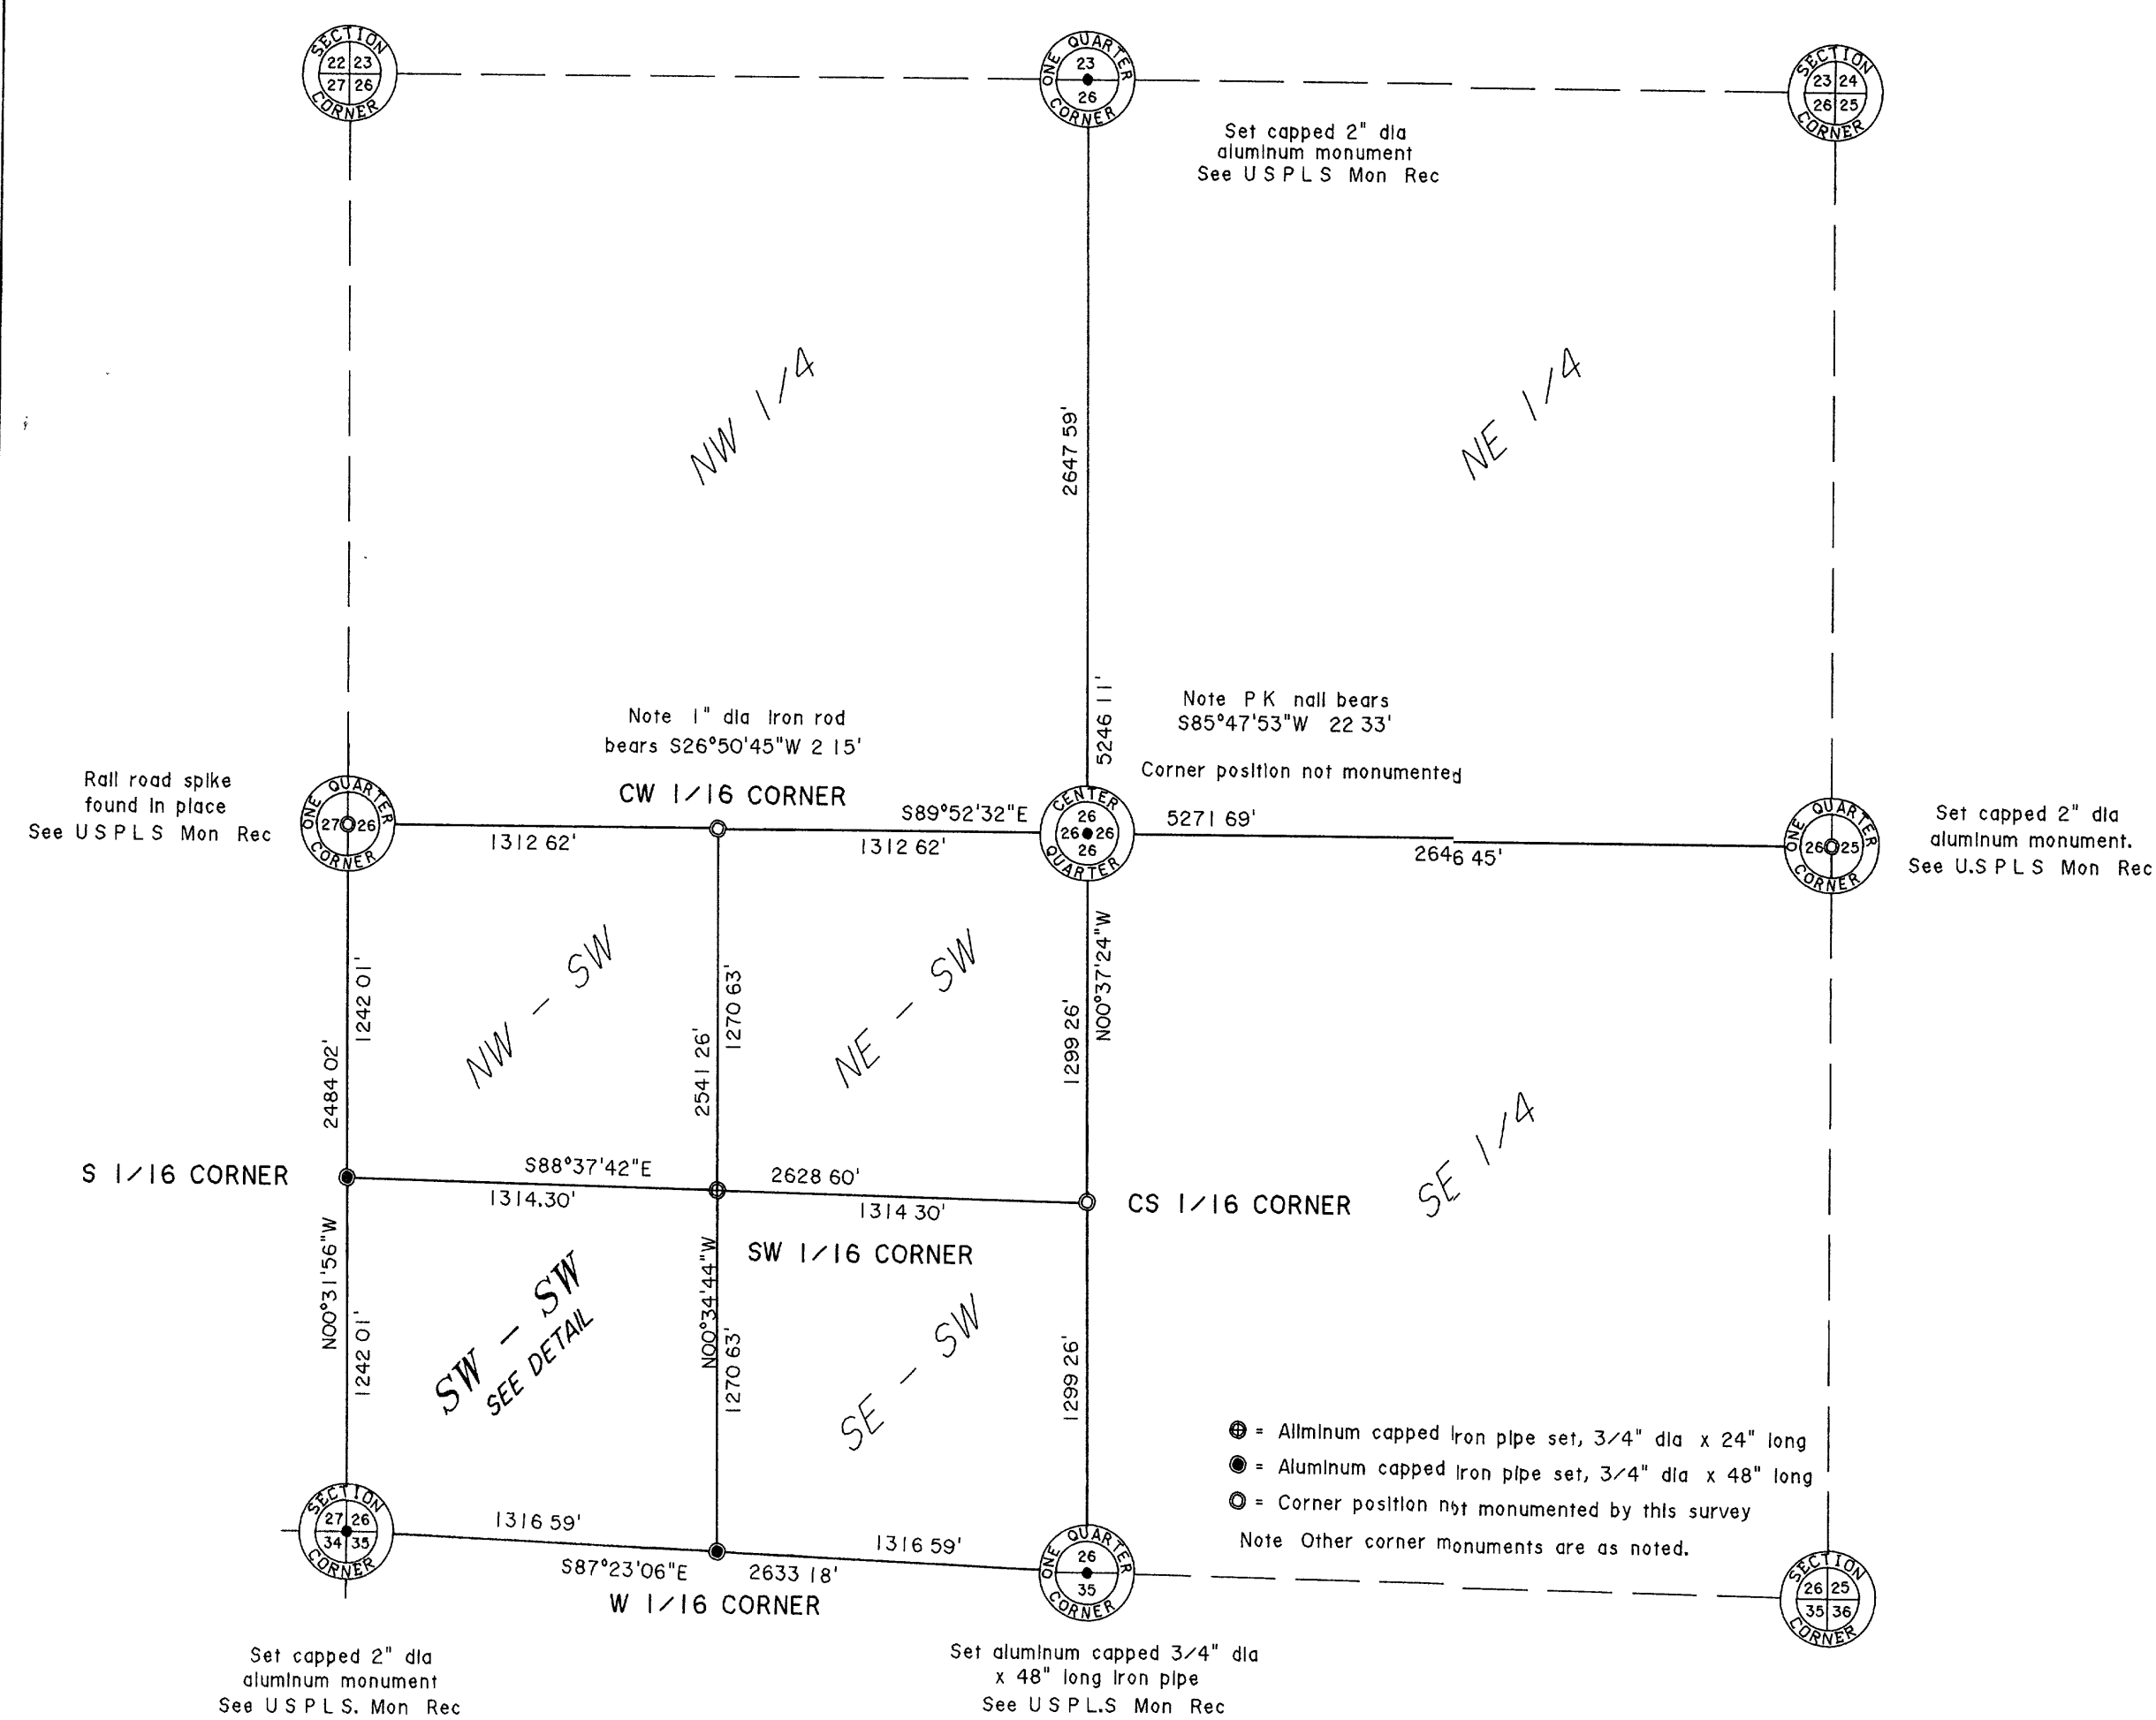 SECTION
22 23
27 26
CORNER
ONE QUARTER
23
26
CORNER
SECTION
23 24
26 25
CORNER
Set capped 2" dia
aluminum monument
See U S P L S Mon Rec
NW 1/4
NE 1/4
2647 59'
5246 11'
Note 1" dia Iron rod
bears S26°50'45"W 2 15'
CW 1/16 CORNER
Note P K nail bears
S85°47'53"W 22 33'
Corner position not monumented
Rail road spike
found in place
See U S P L S Mon Rec
ONE QUARTER
27 26
CORNER
1312 62'
S89°52'32"E
1312 62'
CENTER
26
26 26
26
QUARTER
5271 69'
2646 45'
ONE QUARTER
26 25
CORNER
Set capped 2" dia
aluminum monument.
See U.S P L S Mon Rec
NW - SW
NE - SW
1242 01'
2484 02'
1270 63'
2541 26'
1299 26'
N00°37'24"W
SE 1/4
S 1/16 CORNER
S88°37'42"E
1314.30'
2628 60'
1314 30'
CS 1/16 CORNER
SW 1/16 CORNER
N00°31'56"W
1242 01'
SW - SW
SEE DETAIL
N00°34'44"W
1270 63'
SE - SW
1299 26'
= Aliminum capped Iron pipe set, 3/4" dia x 24" long
= Aluminum capped Iron pipe set, 3/4" dia x 48" long
= Corner position not monumented by this survey
Note Other corner monuments are as noted.
SECTION
27 26
34 35
CORNER
1316 59'
S87°23'06"E
2633 18'
1316 59'
W 1/16 CORNER
ONE QUARTER
26
35
CORNER
SECTION
26 25
35 36
CORNER
Set capped 2" dia
aluminum monument
See U S P L S. Mon Rec
Set aluminum capped 3/4" dia
x 48" long Iron pipe
See U S P L.S Mon Rec